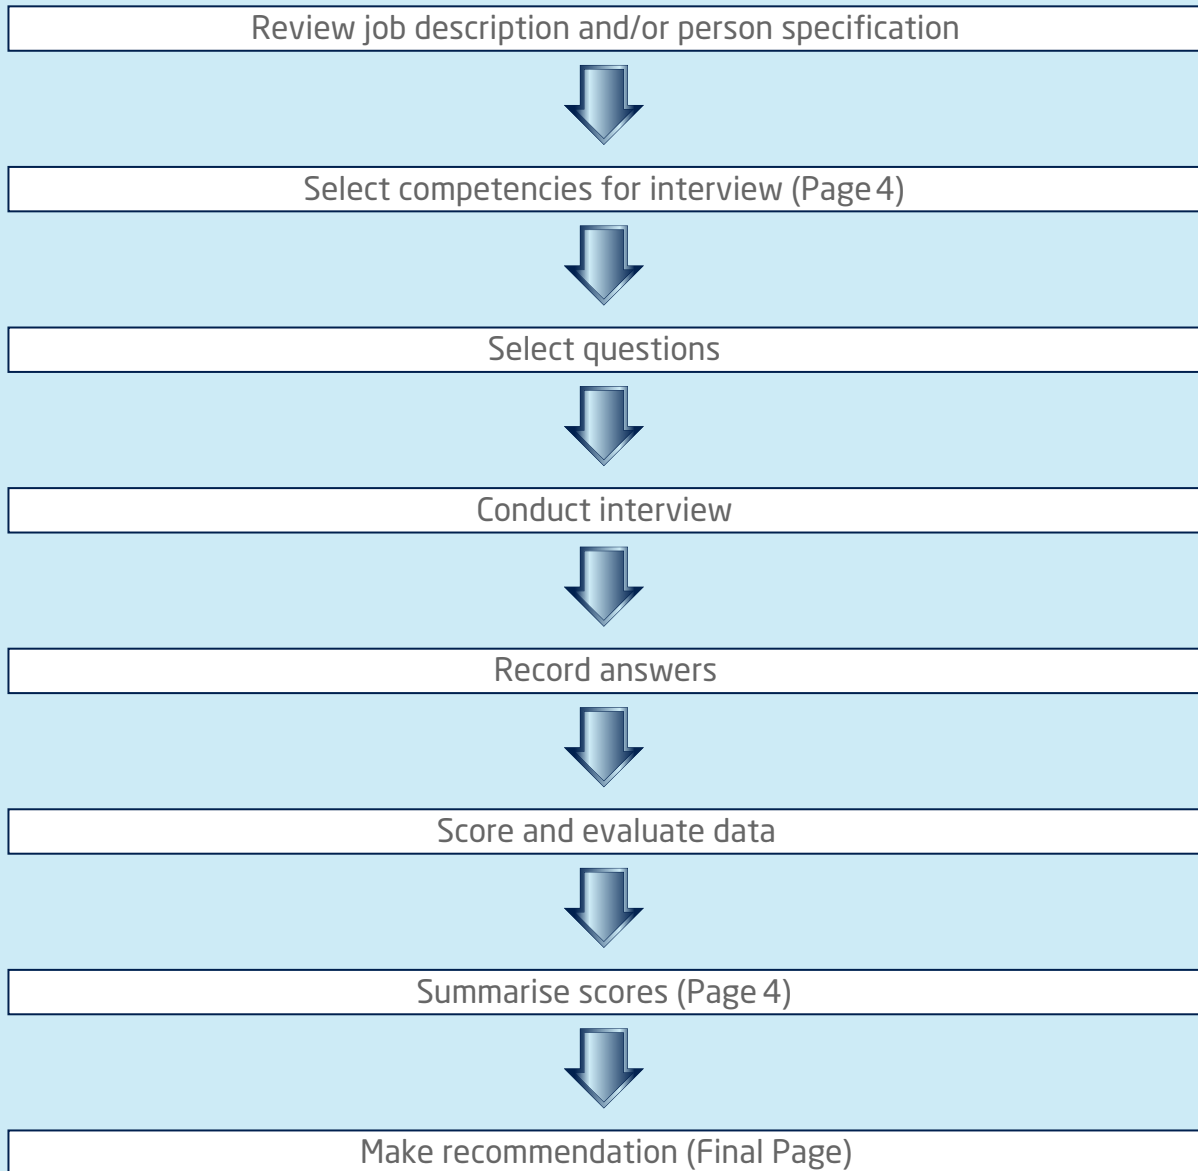 Review job description and/or person specification
Select competencies for interview (Page 4)
Select questions
Conduct interview
Record answers
Score and evaluate data
Summarise scores (Page 4)
Make recommendation (Final Page)